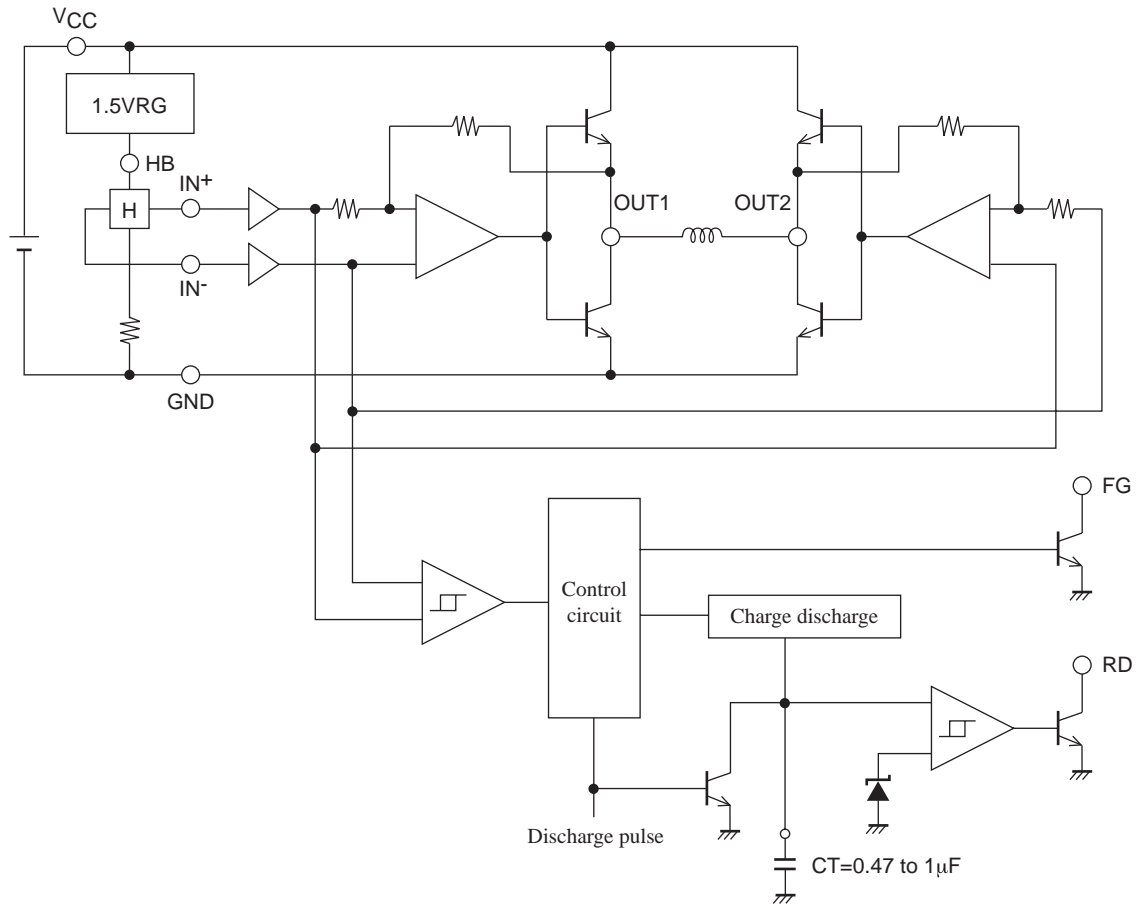 VCC
1.5VRG
HB
IN+
H
OUT1
OUT2
IN-
GND
FG
Control
circuit
Charge discharge
RD
Discharge pulse
CT=0.47 to 1μF